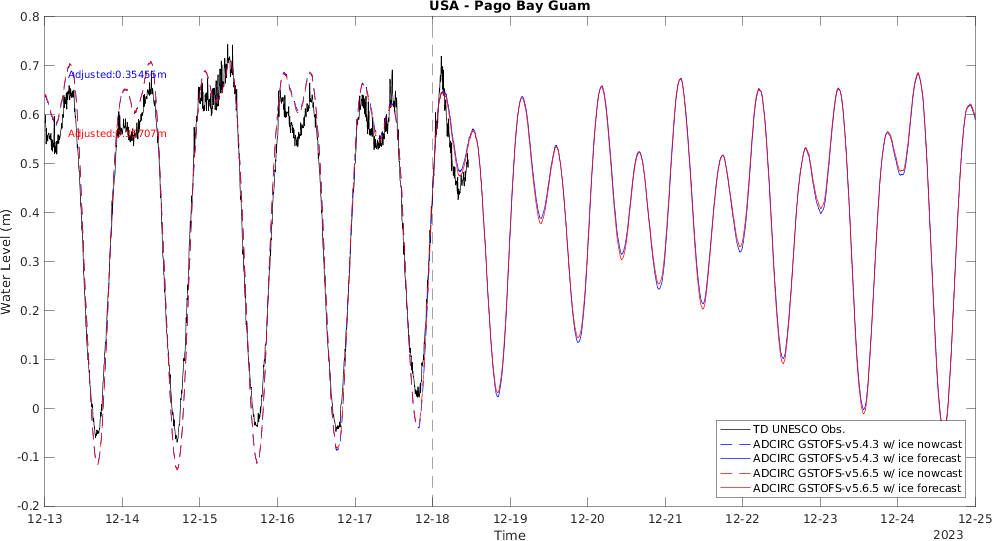 USA - Pago Bay Guam
0.8
0.7
0.6
0.5
0.4
0.3
0.2
0.1
0
-0.1
-0.2
Water Level (m)
Adjusted:0.35455m
TD UNESCO Obs.
ADCIRC GSTOFS-v5.4.3 w/ ice nowcast
ADCIRC GSTOFS-v5.4.3 w/ ice forecast
ADCIRC GSTOFS-v5.6.5 w/ ice nowcast
ADCIRC GSTOFS-v5.6.5 w/ ice forecast
12-13 12-14 12-15 12-16 12-17 12-18 12-19 12-20 12-21 12-22 12-23 12-24 12-25
Time
2023